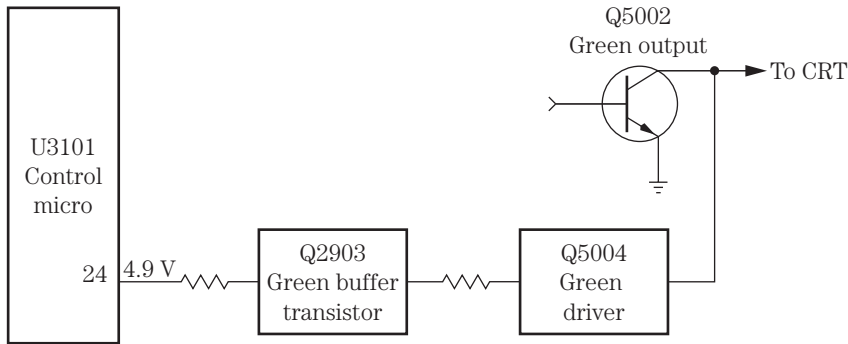 Q5002
Green output
To CRT
U3101
Control
micro
24
4.9 V
Q2903
Green buffer
transistor
Q5004
Green
driver